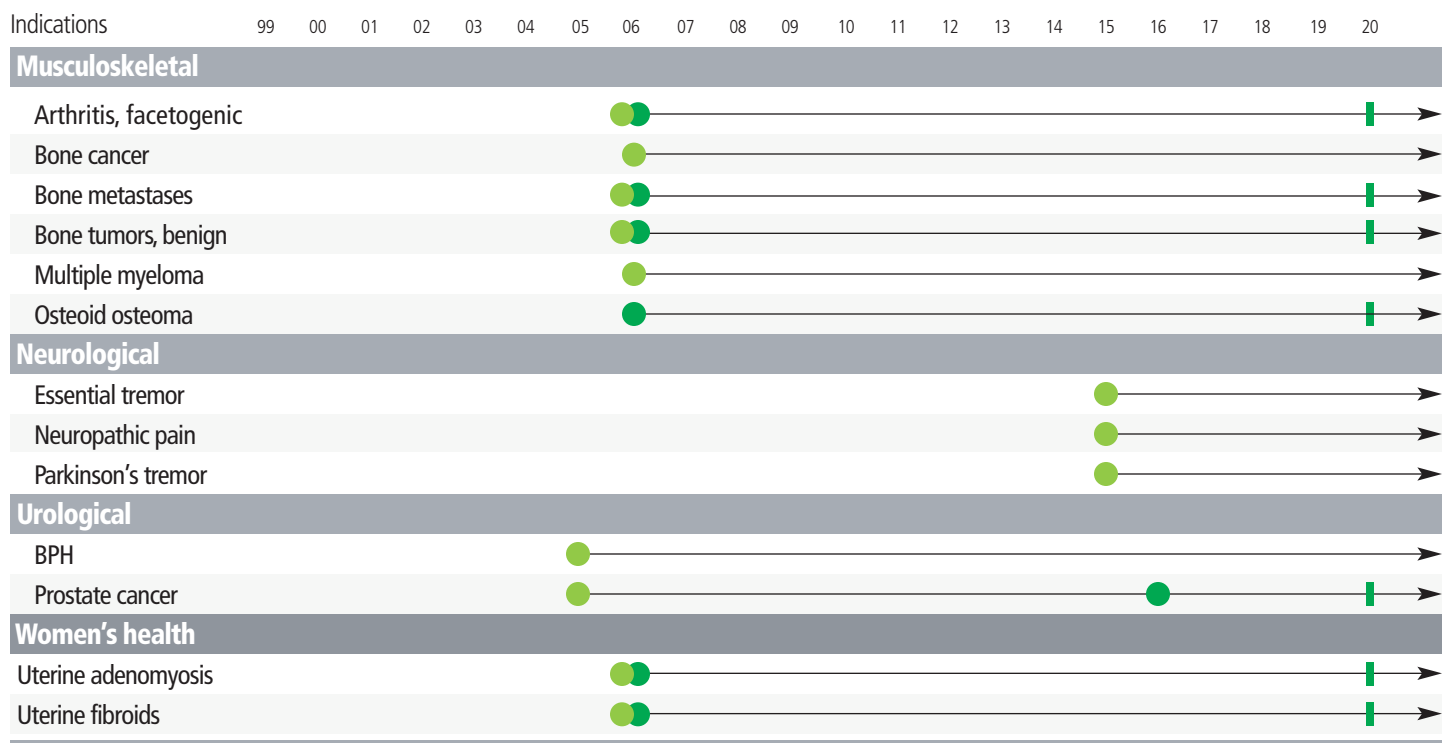 Indications 99 00 01 02 03 04 05 06 07 08 09 10 11 12 13 14 15 16 17 18 19 20
Musculoskeletal
Arthritis, facetogenic
Bone cancer
Bone metastases
Bone tumors, benign
Multiple myeloma
Osteoid osteoma
Neurological
Essential tremor
Neuropathic pain
Parkinson’s tremor
Urological
BPH
Prostate cancer
Women’s health
Uterine adenomyosis
Uterine fibroids